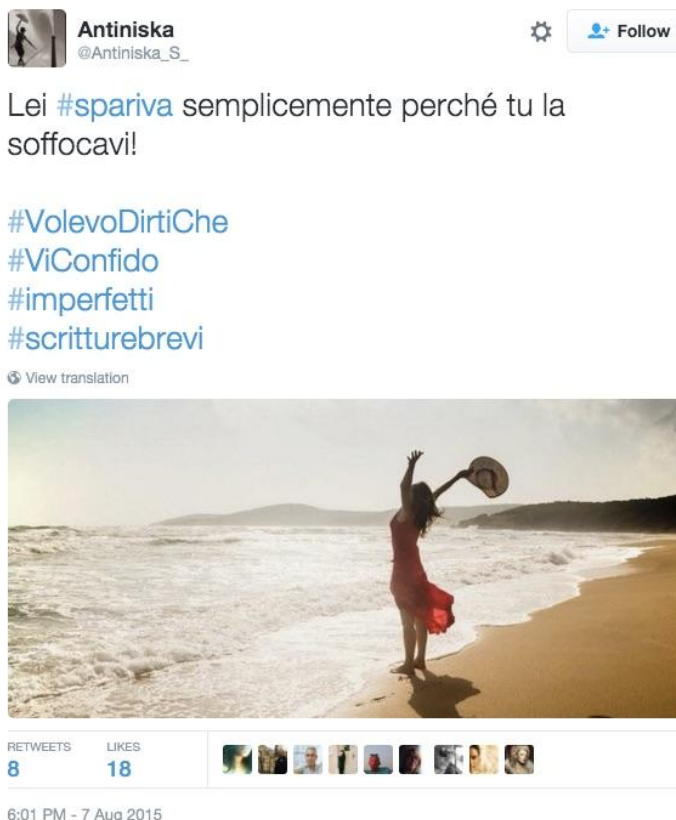 Antiniska
@Antiniska_S_
Follow
Lei #spariva semplicemente perché tu la
soffocavi!
#VolevoDirtiChe
#ViConfido
#imperfetti
#scritturebrevi
View translation
RETWEETS
LIKES
8
18
6:01 PM - 7 Aug 2015